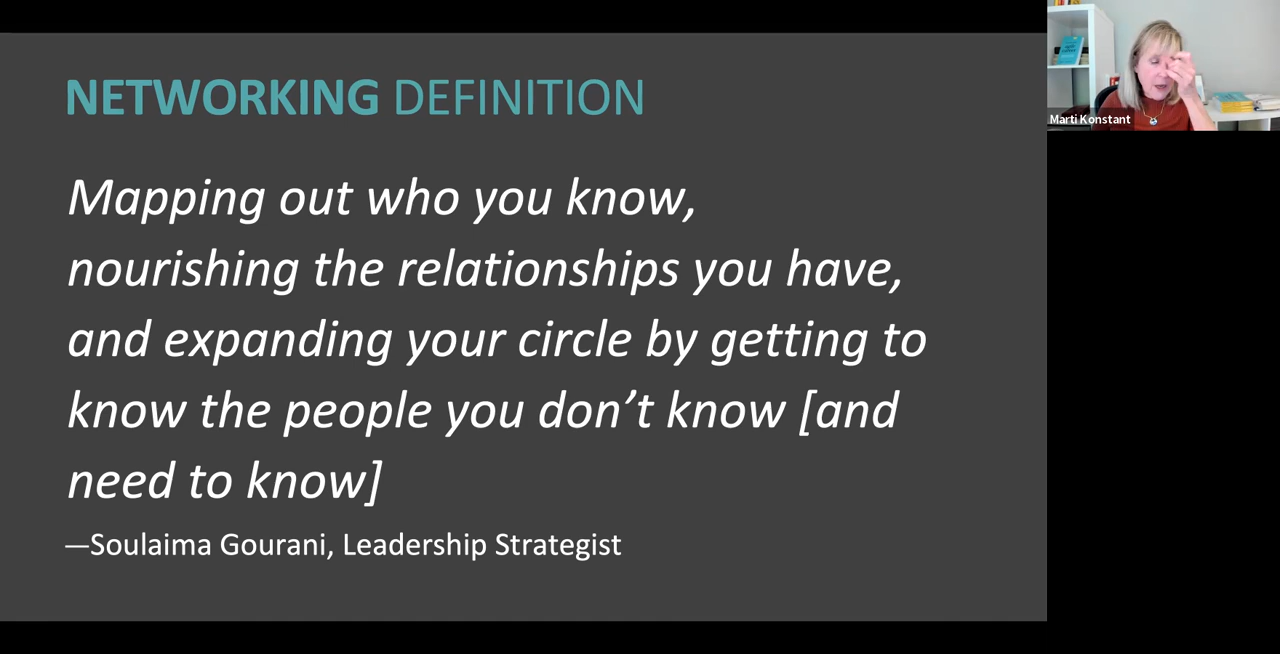 NETWORKING DEFINITION
Mapping out who you know,
nourishing the relationships you have,
and expanding your circle by getting to
know the people you don’t know [and
need to know]
—Soulaima Gourani, Leadership Strategist
Marti Konstant